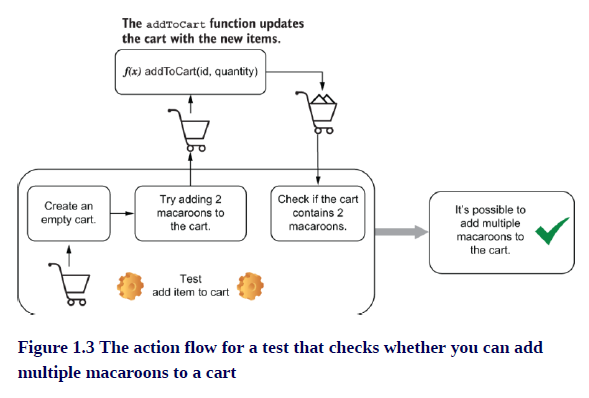 The addToCart function updates
the cart with the new items.
f(x) addToCart(id, quantity)
Create an
empty cart.
Try adding 2
macaroons to
the cart.
Check if the cart
contains 2
macaroons.
It's possible to
add multiple
macaroons to
the cart.
Test
add item to cart
Figure 1.3 The action flow for a test that checks whether you can add
multiple macaroons to a cart